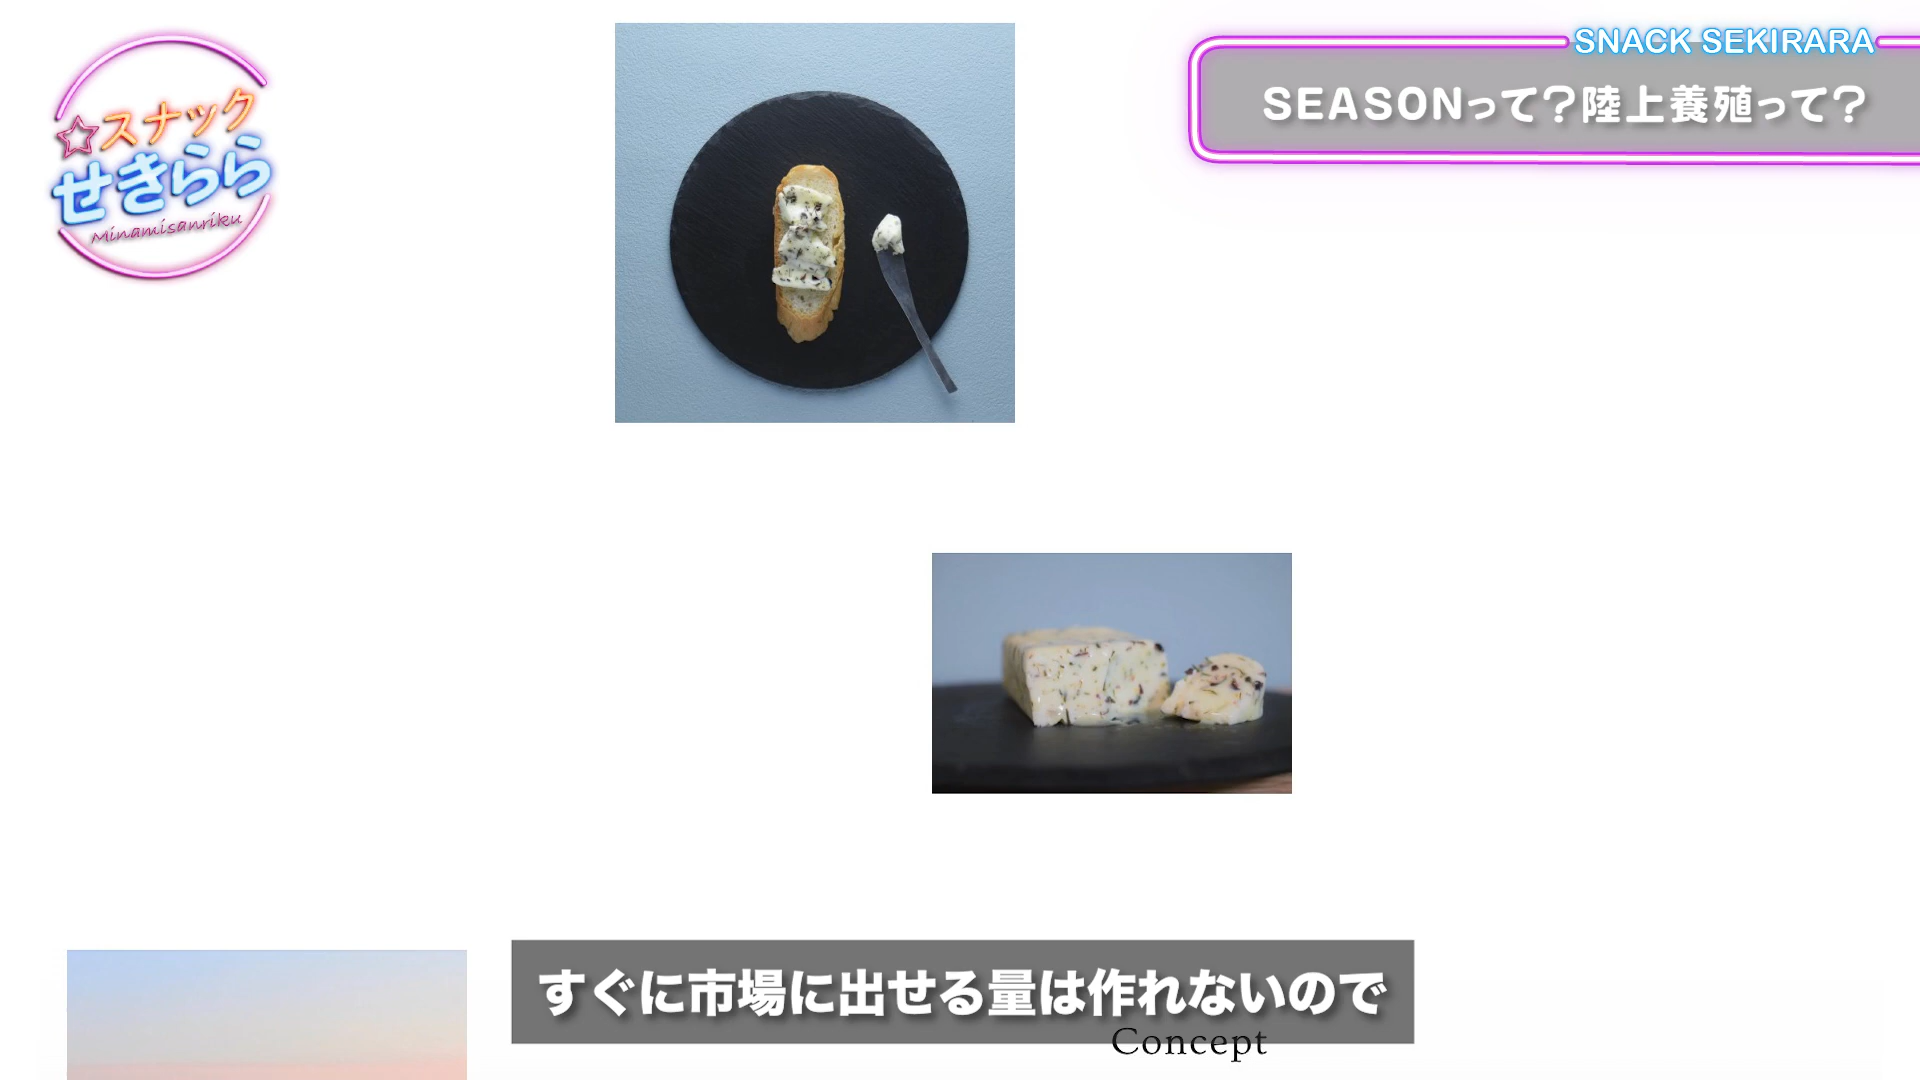 ☆スナック
せきらら
Minamisanriku
SNACK SEKIRARA
SEASONって?陸上養殖って?
すぐに市場に出せる量は作れないので
Concept